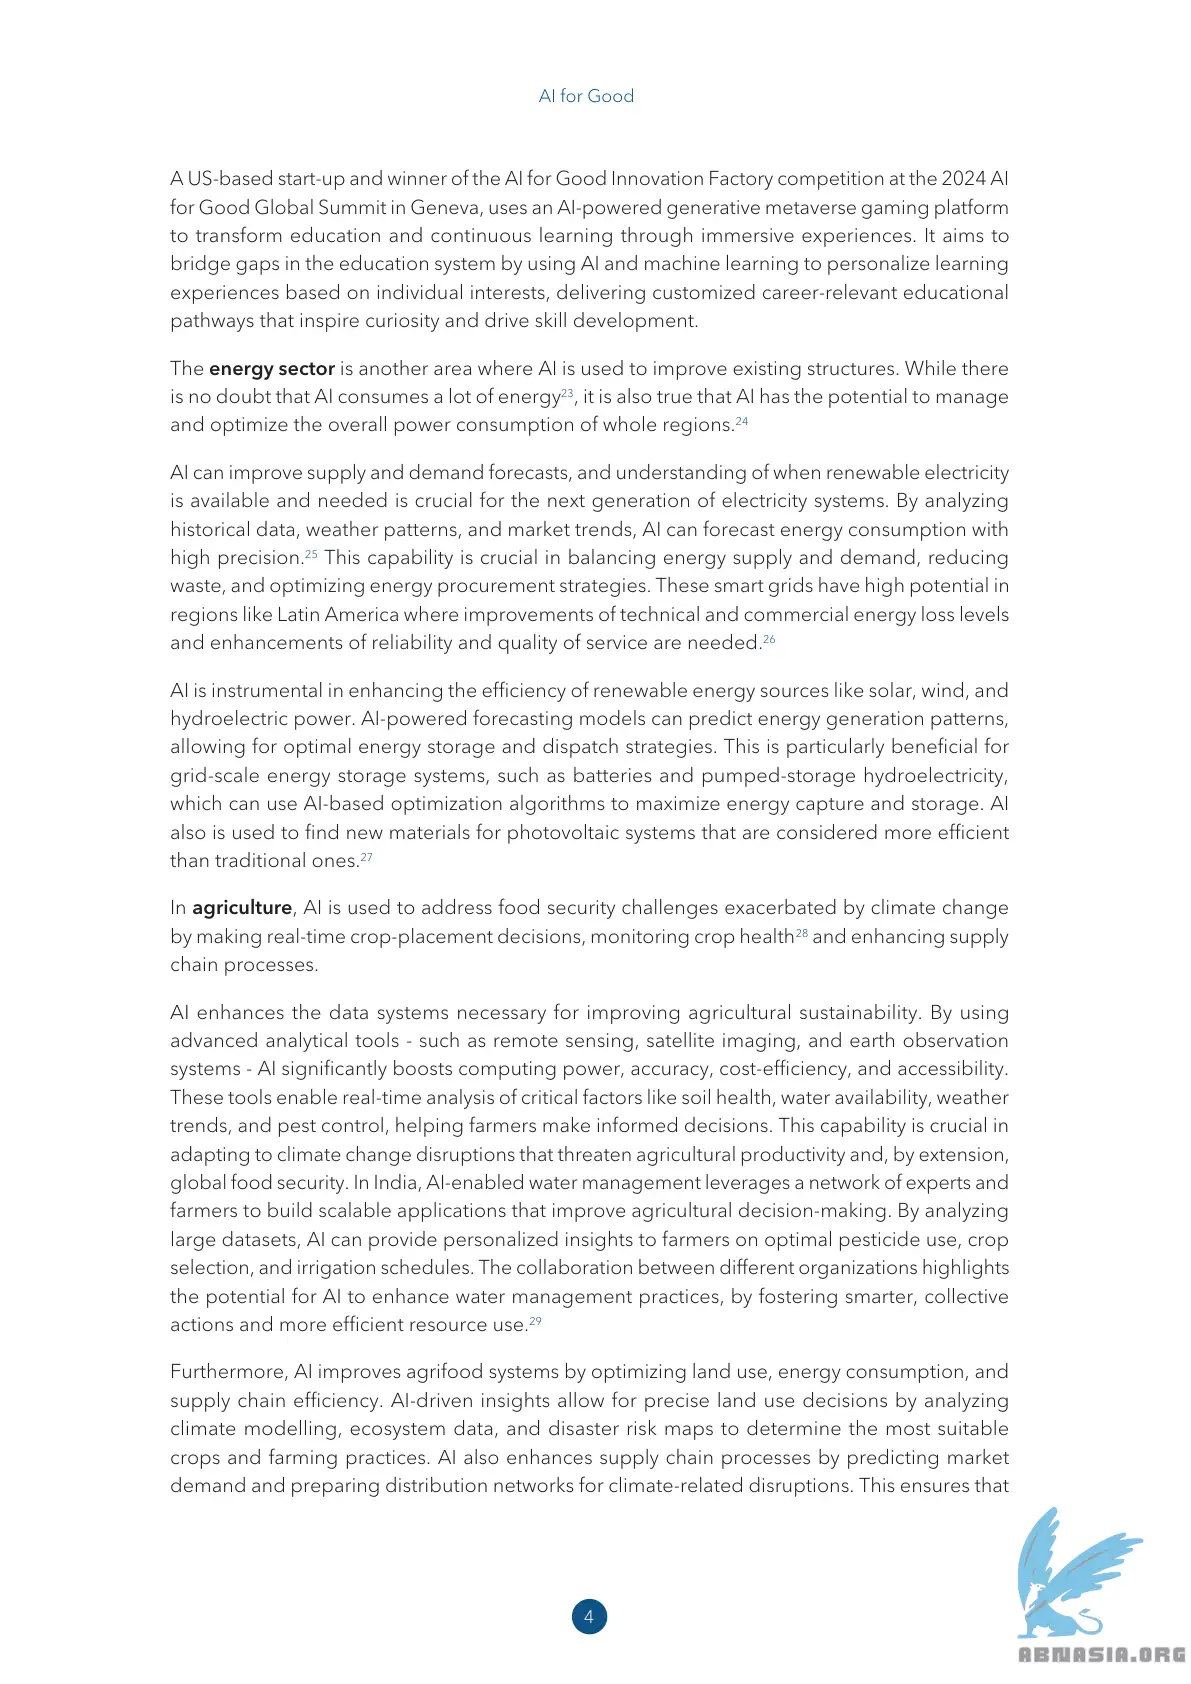 AI for Good
A US-based start-up and winner of the AI for Good Innovation Factory competition at the 2024 AI
for Good Global Summit in Geneva, uses an AI-powered generative metaverse gaming platform
to transform education and continuous learning through immersive experiences. It aims to
bridge gaps in the education system by using AI and machine learning to personalize learning
experiences based on individual interests, delivering customized career-relevant educational
pathways that inspire curiosity and drive skill development.
The energy sector is another area where AI is used to improve existing structures. While there
is no doubt that AI consumes a lot of energy23, it is also true that AI has the potential to manage
and optimize the overall power consumption of whole regions.24
AI can improve supply and demand forecasts, and understanding of when renewable electricity
is available and needed is crucial for the next generation of electricity systems. By analyzing
historical data, weather patterns, and market trends, AI can forecast energy consumption with
high precision.25 This capability is crucial in balancing energy supply and demand, reducing
waste, and optimizing energy procurement strategies. These smart grids have high potential in
regions like Latin America where improvements of technical and commercial energy loss levels
and enhancements of reliability and quality of service are needed.26
AI is instrumental in enhancing the efficiency of renewable energy sources like solar, wind, and
hydroelectric power. AI-powered forecasting models can predict energy generation patterns,
allowing for optimal energy storage and dispatch strategies. This is particularly beneficial for
grid-scale energy storage systems, such as batteries and pumped-storage hydroelectricity,
which can use AI-based optimization algorithms to maximize energy capture and storage. AI
also is used to find new materials for photovoltaic systems that are considered more efficient
than traditional ones.27
In agriculture, AI is used to address food security challenges exacerbated by climate change
by making real-time crop-placement decisions, monitoring crop health28 and enhancing supply
chain processes.
AI enhances the data systems necessary for improving agricultural sustainability. By using
advanced analytical tools - such as remote sensing, satellite imaging, and earth observation
systems - AI significantly boosts computing power, accuracy, cost-efficiency, and accessibility.
These tools enable real-time analysis of critical factors like soil health, water availability, weather
trends, and pest control, helping farmers make informed decisions. This capability is crucial in
adapting to climate change disruptions that threaten agricultural productivity and, by extension,
global food security. In India, AI-enabled water management leverages a network of experts and
farmers to build scalable applications that improve agricultural decision-making. By analyzing
large datasets, AI can provide personalized insights to farmers on optimal pesticide use, crop
selection, and irrigation schedules. The collaboration between different organizations highlights
the potential for AI to enhance water management practices, by fostering smarter, collective
actions and more efficient resource use.29
Furthermore, AI improves agrifood systems by optimizing land use, energy consumption, and
supply chain efficiency. AI-driven insights allow for precise land use decisions by analyzing
climate modelling, ecosystem data, and disaster risk maps to determine the most suitable
crops and farming practices. AI also enhances supply chain processes by predicting market
demand and preparing distribution networks for climate-related disruptions. This ensures that
4
ABNASIA.ORG